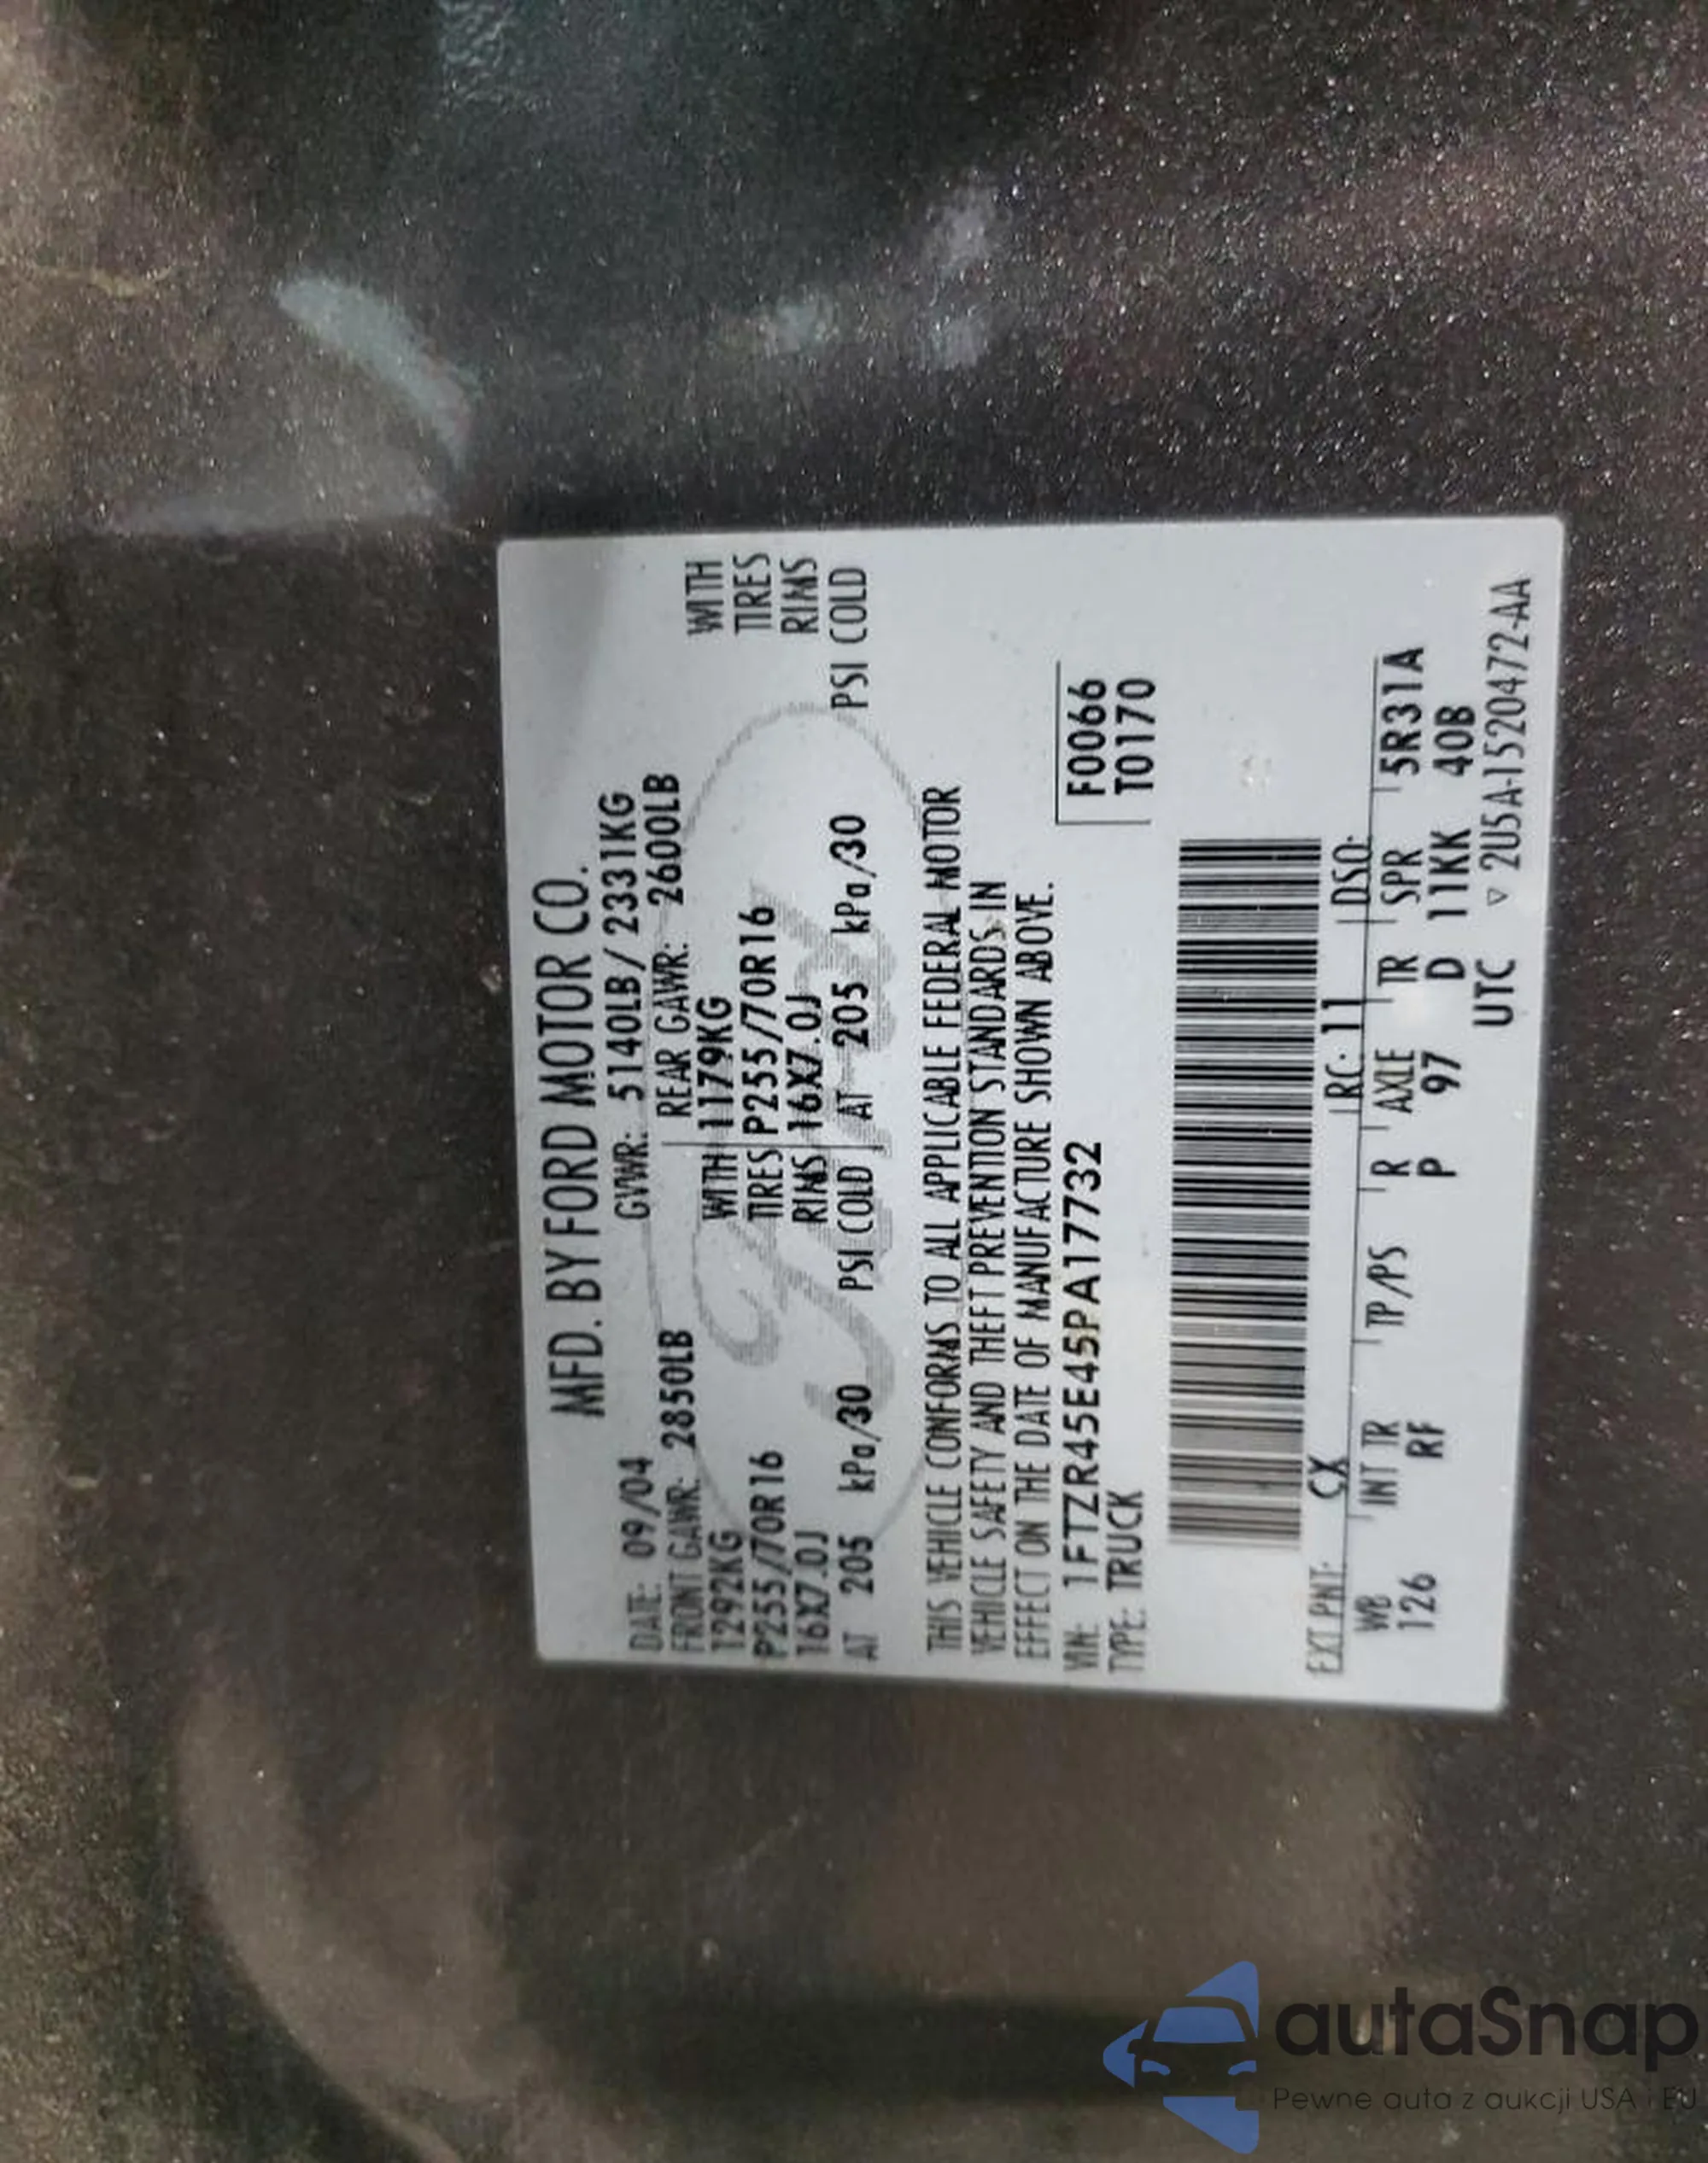 MFD. BY FORD MOTOR CO.
DATE: 09/04 GVWR: 5140LB/ 2331KG
FRONT GAWR: 2850LB REAR GAWR: 2600LB
1292KG WITH 1179KG WITH
P255/70R16 TIRES P255/70R16 TIRES
16X7.0J RIMS 16X7.0J RIMS
AT 205 kPa/30 PSI COLD AT 205 kPa/30 PSI COLD
THIS VEHICLE CONFORMS TO ALL APPLICABLE FEDERAL MOTOR
VEHICLE SAFETY AND THEFT PREVENTION STANDARDS IN
EFFECT ON THE DATE OF MANUFACTURE SHOWN ABOVE.
VIN: 1FTZR45E45PA17732 F0066
TYPE: TRUCK T0170
EXT PNT: CX RC: 11 DSO:
WB INT TR TP/PS R AXLE TR SPR 5R31A
126 RF P 97 D 11KK 40B
UTC ▽ 2U5A-1520472-AA
Ford
autaSnap
Pewne auta z aukcji USA i EU